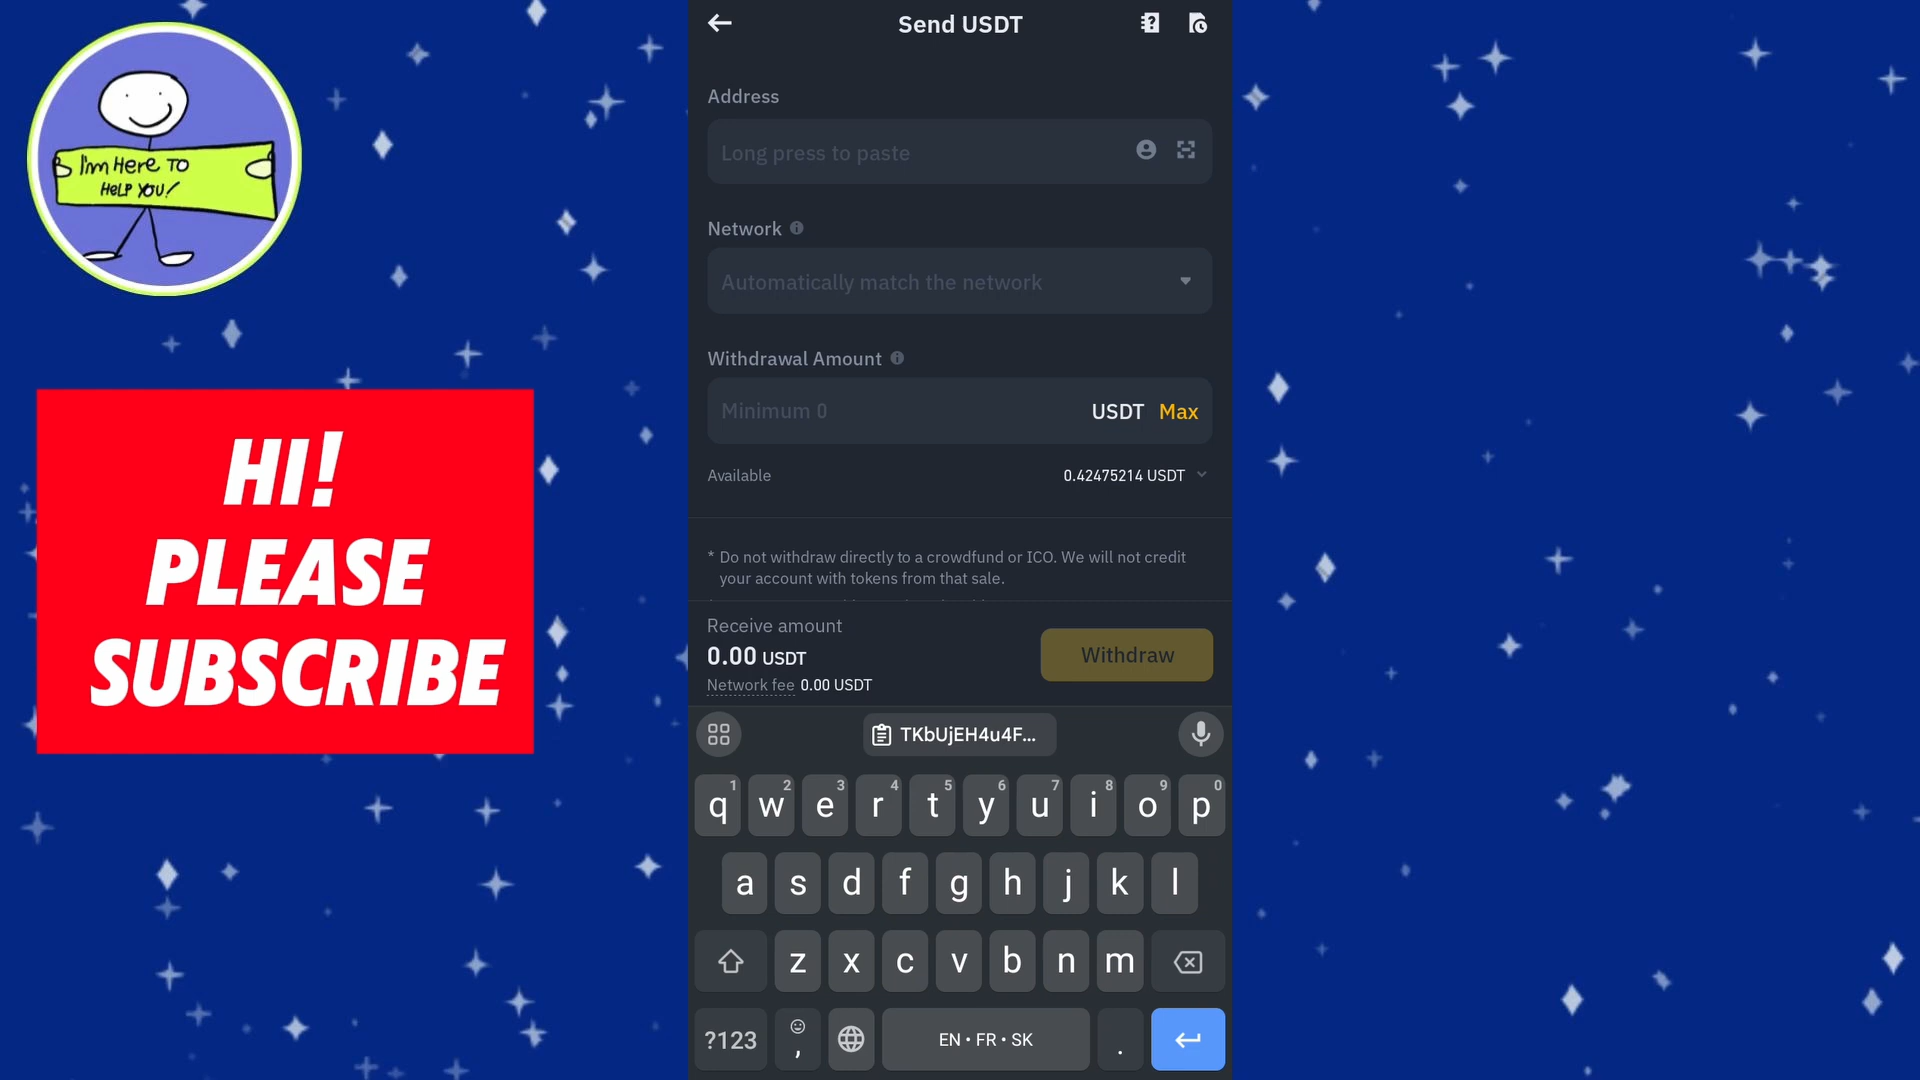 I'm HeRe TO
HeLP YOU!
HI!
PLEASE
SUBSCRIBE
Send USDT
Address
Long press to paste
Network
Automatically match the network
Withdrawal Amount
Minimum 0 USDT Max
Available 0.42475214 USDT
* Do not withdraw directly to a crowdfund or ICO. We will not credit
your account with tokens from that sale.
Receive amount
0.00 USDT
Network fee 0.00 USDT
Withdraw
TKbUjEH4u4F...
1 2 3 4 5 6 7 8 9 0
q w e r t y u i o p
a s d f g h j k l
z x c v b n m
?123 , EN • FR • SK .